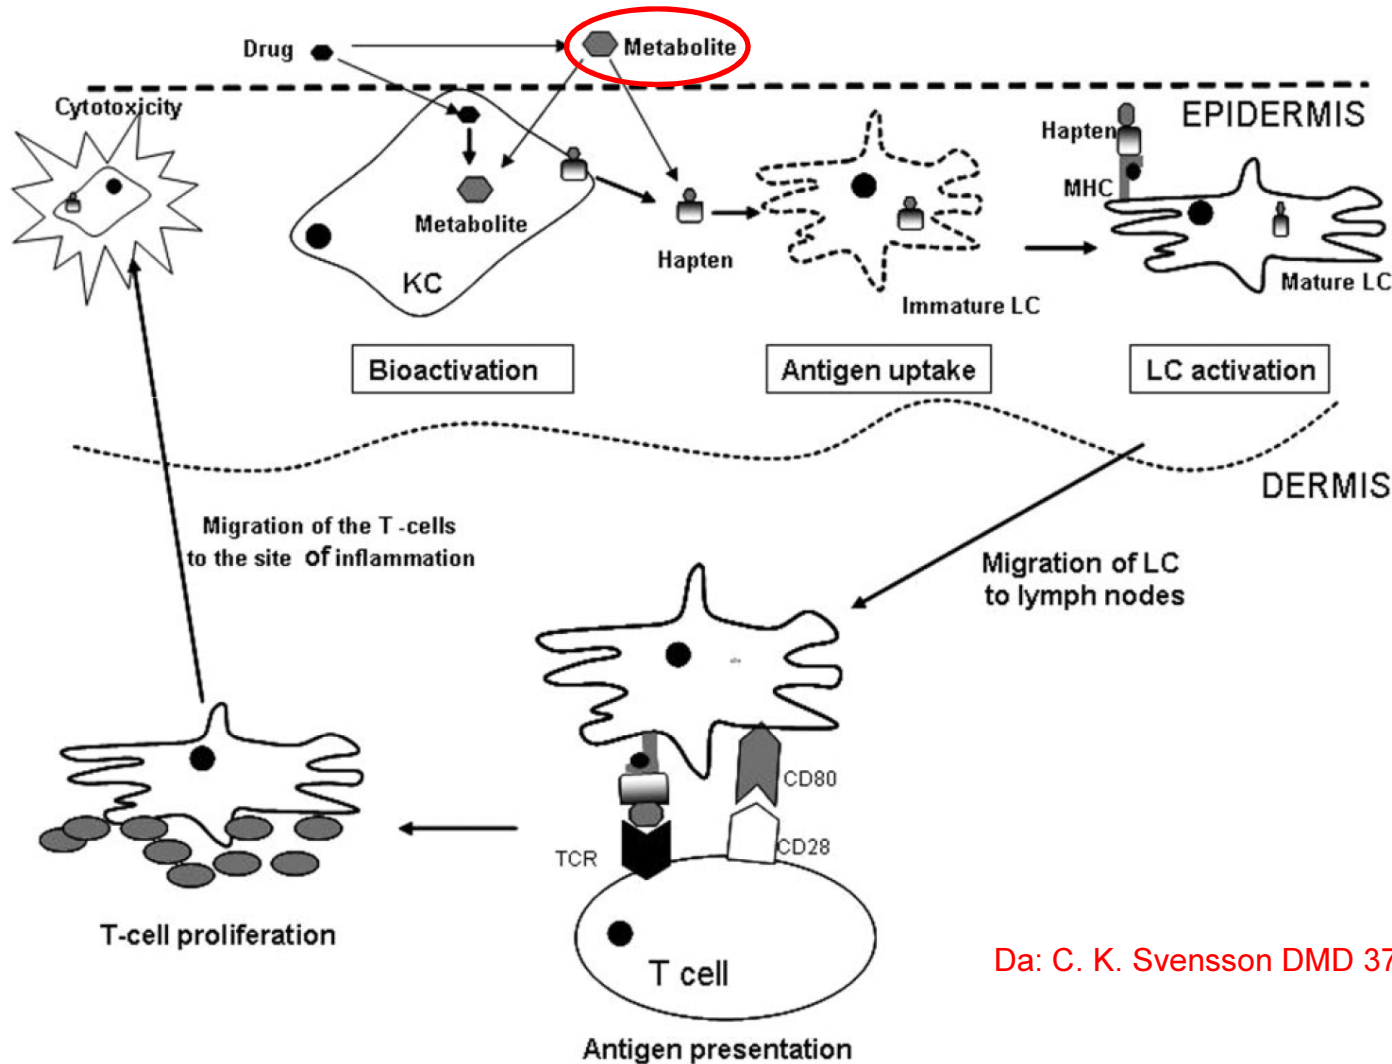 Drug
Metabolite
Cytotoxicity
EPIDERMIS
Hapten
MHC
Metabolite
KC
Hapten
Immature LC
Mature LC
Bioactivation
Antigen uptake
LC activation
DERMIS
Migration of the T -cells
to the site of inflammation
Migration of LC
to lymph nodes
CD80
TCR
CD28
T-cell proliferation
T cell
Da: C. K. Svensson DMD 37
Antigen presentation